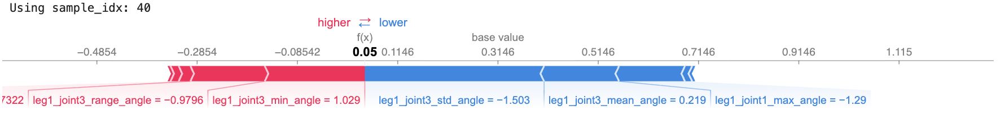 Using sample_idx: 40
higher ⇄ lower
f(x) base value
−0.4854 −0.2854 −0.08542 0.05 0.1146 0.3146 0.5146 0.7146 0.9146 1.115
7322 leg1_joint3_range_angle = −0.9796 leg1_joint3_min_angle = 1.029 leg1_joint3_std_angle = −1.503 leg1_joint3_mean_angle = 0.219 leg1_joint1_max_angle = −1.29